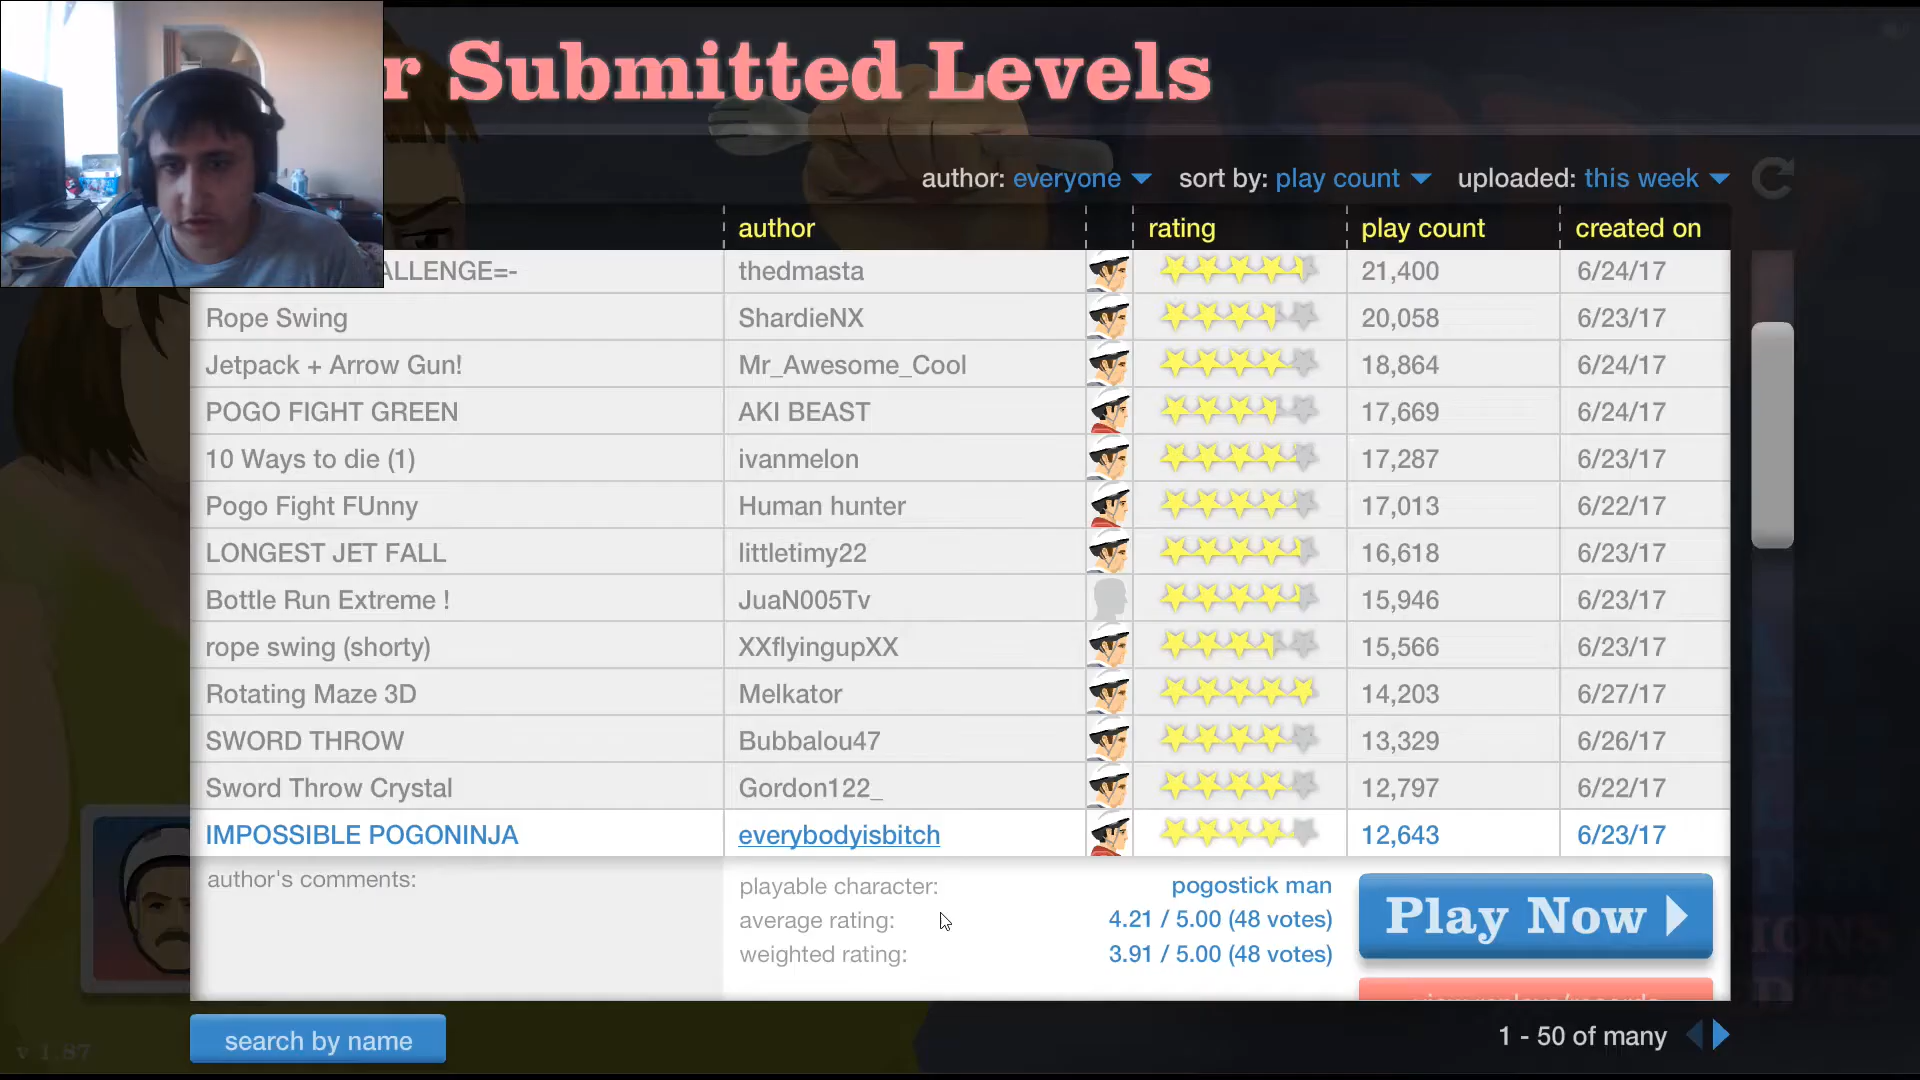 r Submitted Levels
author: everyone sort by: play count uploaded: this week
author rating play count created on
ALLENGE=- thedmasta 21,400 6/24/17
Rope Swing ShardieNX 20,058 6/23/17
Jetpack + Arrow Gun! Mr_Awesome_Cool 18,864 6/24/17
POGO FIGHT GREEN AKI BEAST 17,669 6/24/17
10 Ways to die (1) ivanmelon 17,287 6/23/17
Pogo Fight FUnny Human hunter 17,013 6/22/17
LONGEST JET FALL littletimy22 16,618 6/23/17
Bottle Run Extreme ! JuaN005Tv 15,946 6/23/17
rope swing (shorty) XXflyingupXX 15,566 6/23/17
Rotating Maze 3D Melkator 14,203 6/27/17
SWORD THROW Bubbalou47 13,329 6/26/17
Sword Throw Crystal Gordon122_ 12,797 6/22/17
IMPOSSIBLE POGONINJA everybodyisbitch 12,643 6/23/17
author's comments: playable character: pogostick man
average rating: 4.21 / 5.00 (48 votes)
weighted rating: 3.91 / 5.00 (48 votes)
Play Now
search by name 1 - 50 of many
v 1.87